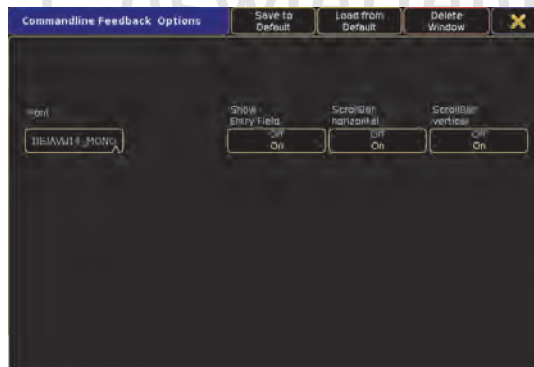 Commandline Feedback Options
Save to Default
Load from Default
Delete Window
Font
Show Entry Field
ScrollBar horizontal
ScrollBar vertical
DEJAVU14_MONO
Off
On
Off
On
Off
On